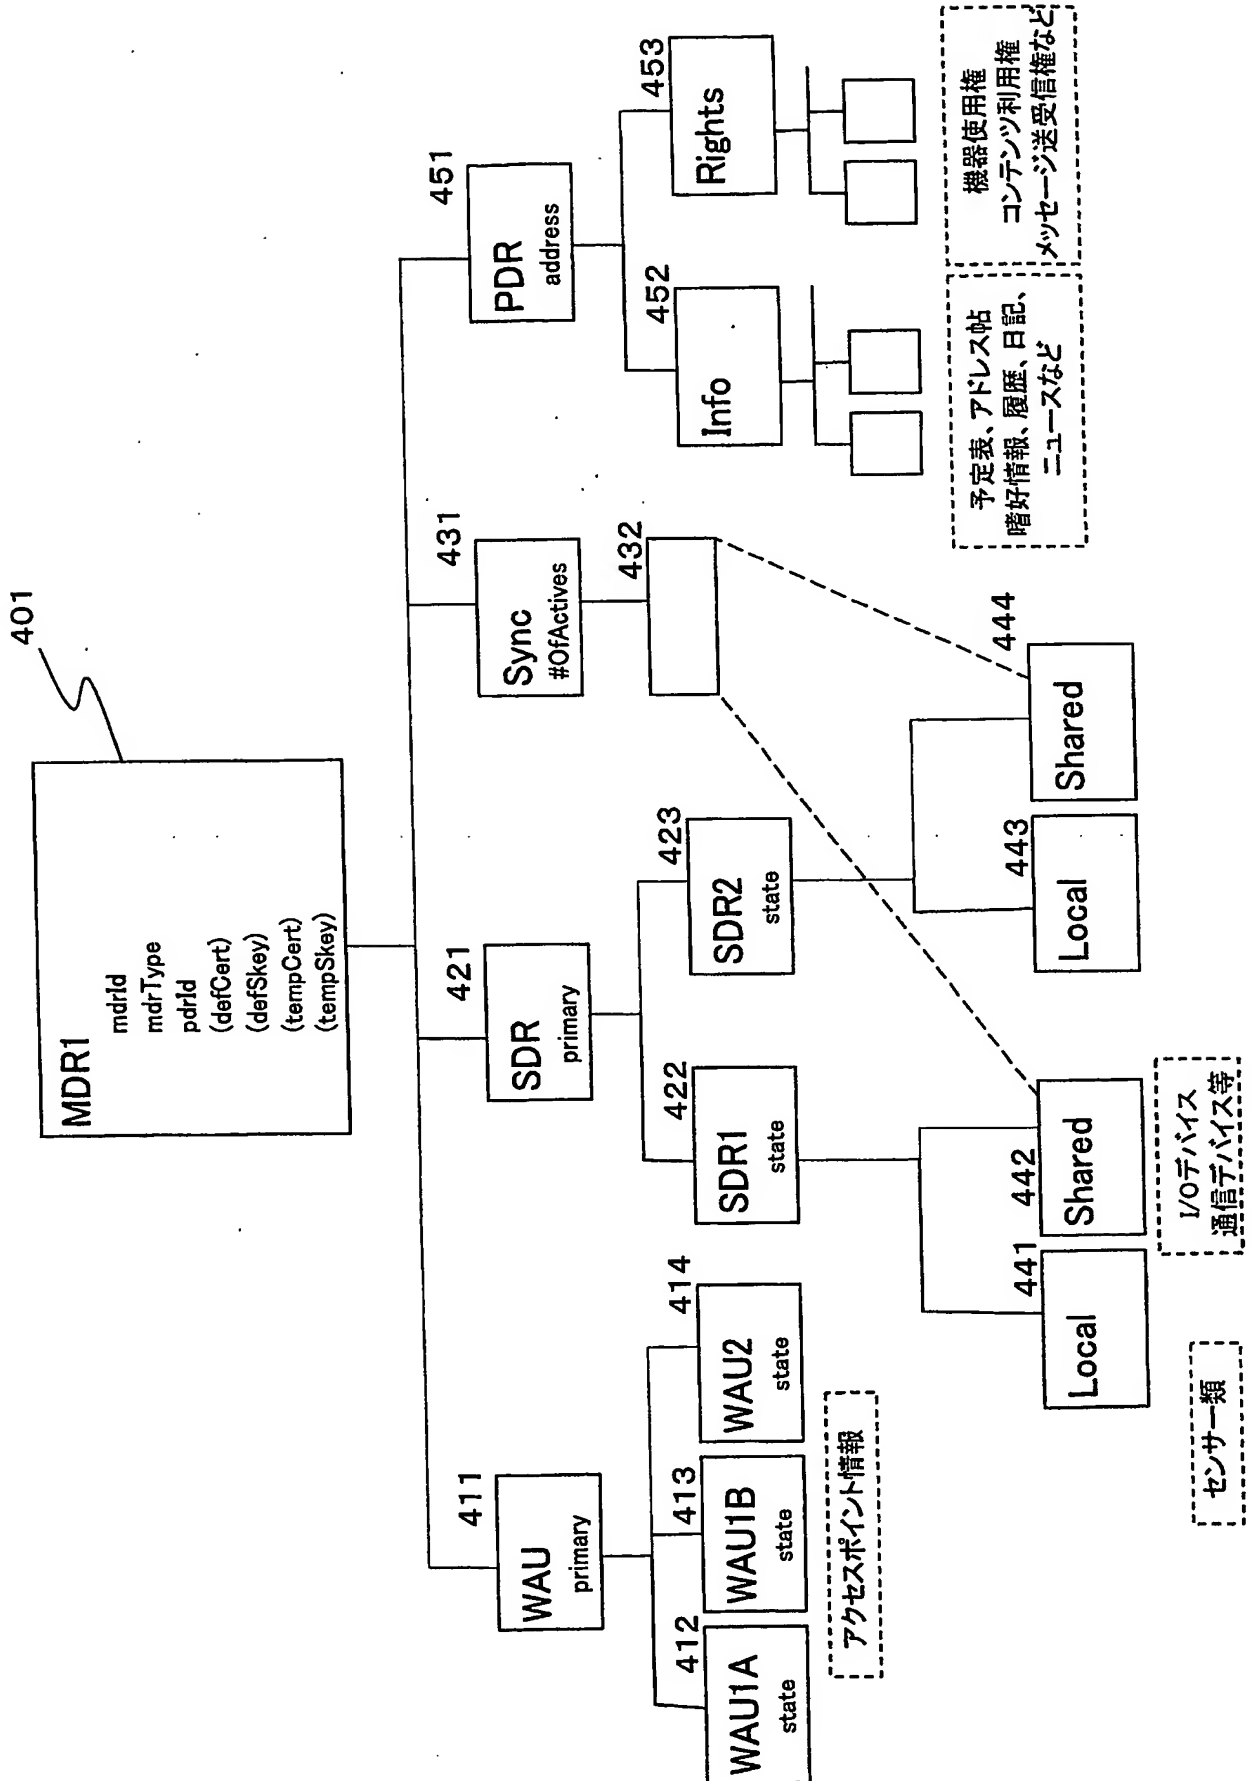 401
MDR1
mdrId
mdrType
pdrId
(defCert)
(defSkey)
(tempCert)
(tempSkey)
411
WAU
primary
421
SDR
primary
431
Sync
#OfActives
451
PDR
address
412
WAU1A
state
413
WAU1B
state
414
WAU2
state
422
SDR1
state
423
SDR2
state
432
452
Info
453
Rights
アクセスポイント情報
441
Local
442
Shared
443
Local
444
Shared
センサー類
I/Oデバイス
通信デバイス等
予定表、アドレス帖
嗜好情報、履歴、日記、
ニュースなど
機器使用権
コンテンツ利用権
メッセージ送受信権など